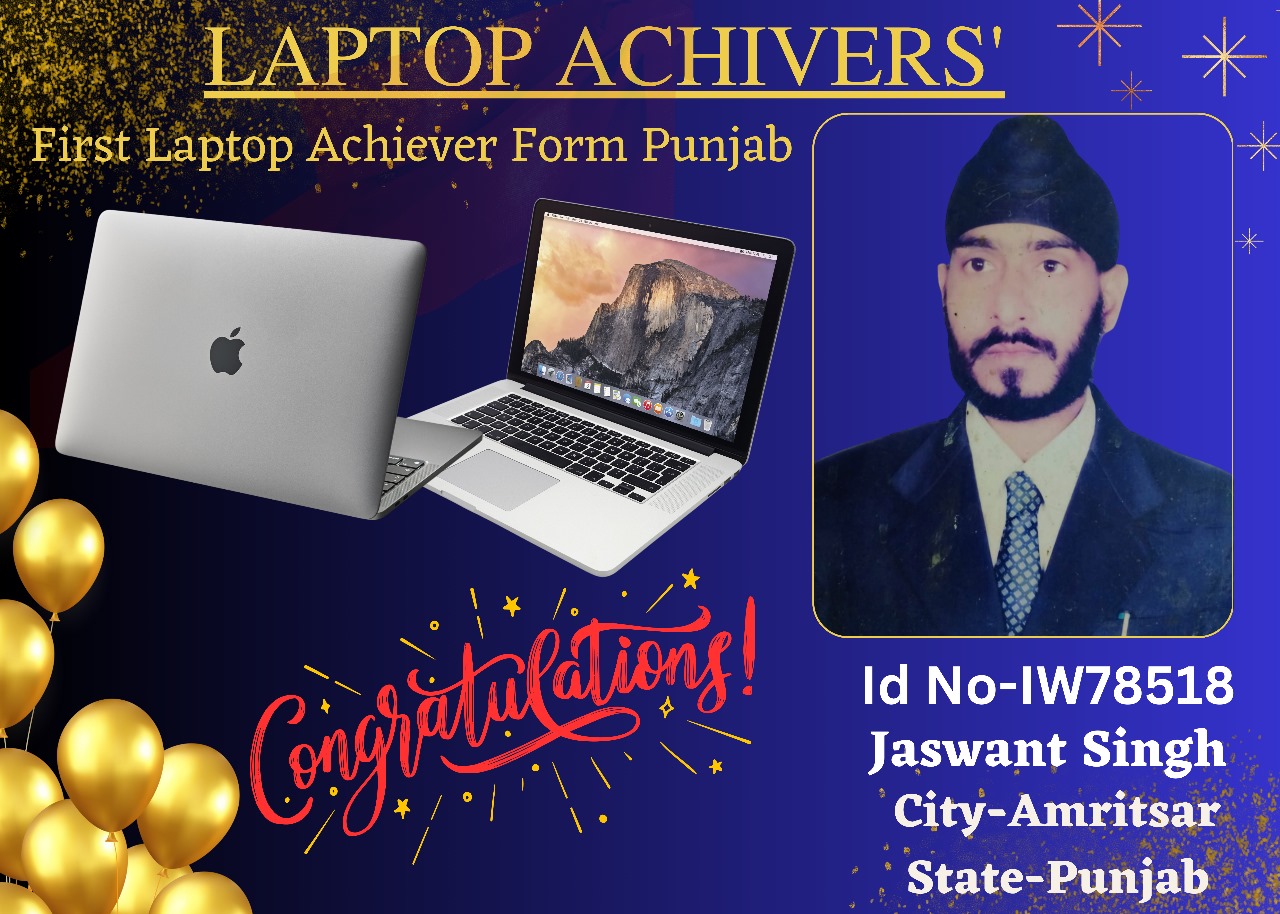 LAPTOP ACHIVERS'
First Laptop Achiever Form Punjab
Congratulations!
Id No-IW78518
Jaswant Singh
City-Amritsar
State-Punjab